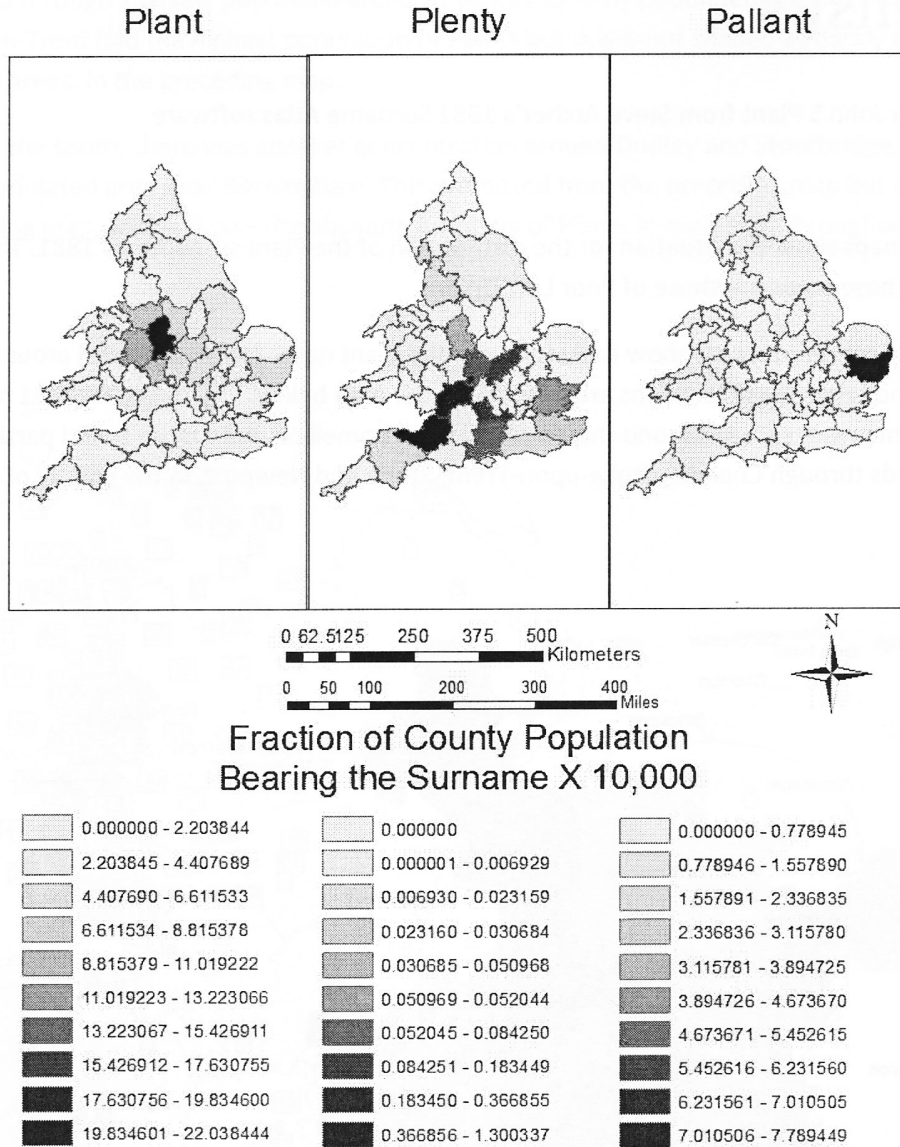 Plant Plenty Pallant
N
0 62.5125 250 375 500
Kilometers
0 50 100 200 300 400
Miles
Fraction of County Population
Bearing the Surname X 10,000
0.000000 - 2.203844
2.203845 - 4.407689
4.407690 - 6.611533
6.611534 - 8.815378
8.815379 - 11.019222
11.019223 - 13.223066
13.223067 - 15.426911
15.426912 - 17.630755
17.630756 - 19.834600
19.834601 - 22.038444
0.000000
0.000001 - 0.006929
0.006930 - 0.023159
0.023160 - 0.030684
0.030685 - 0.050968
0.050969 - 0.052044
0.052045 - 0.084250
0.084251 - 0.183449
0.183450 - 0.366855
0.366856 - 1.300337
0.000000 - 0.778945
0.778946 - 1.557890
1.557891 - 2.336835
2.336836 - 3.115780
3.115781 - 3.894725
3.894726 - 4.673670
4.673671 - 5.452615
5.452616 - 6.231560
6.231561 - 7.010505
7.010506 - 7.789449